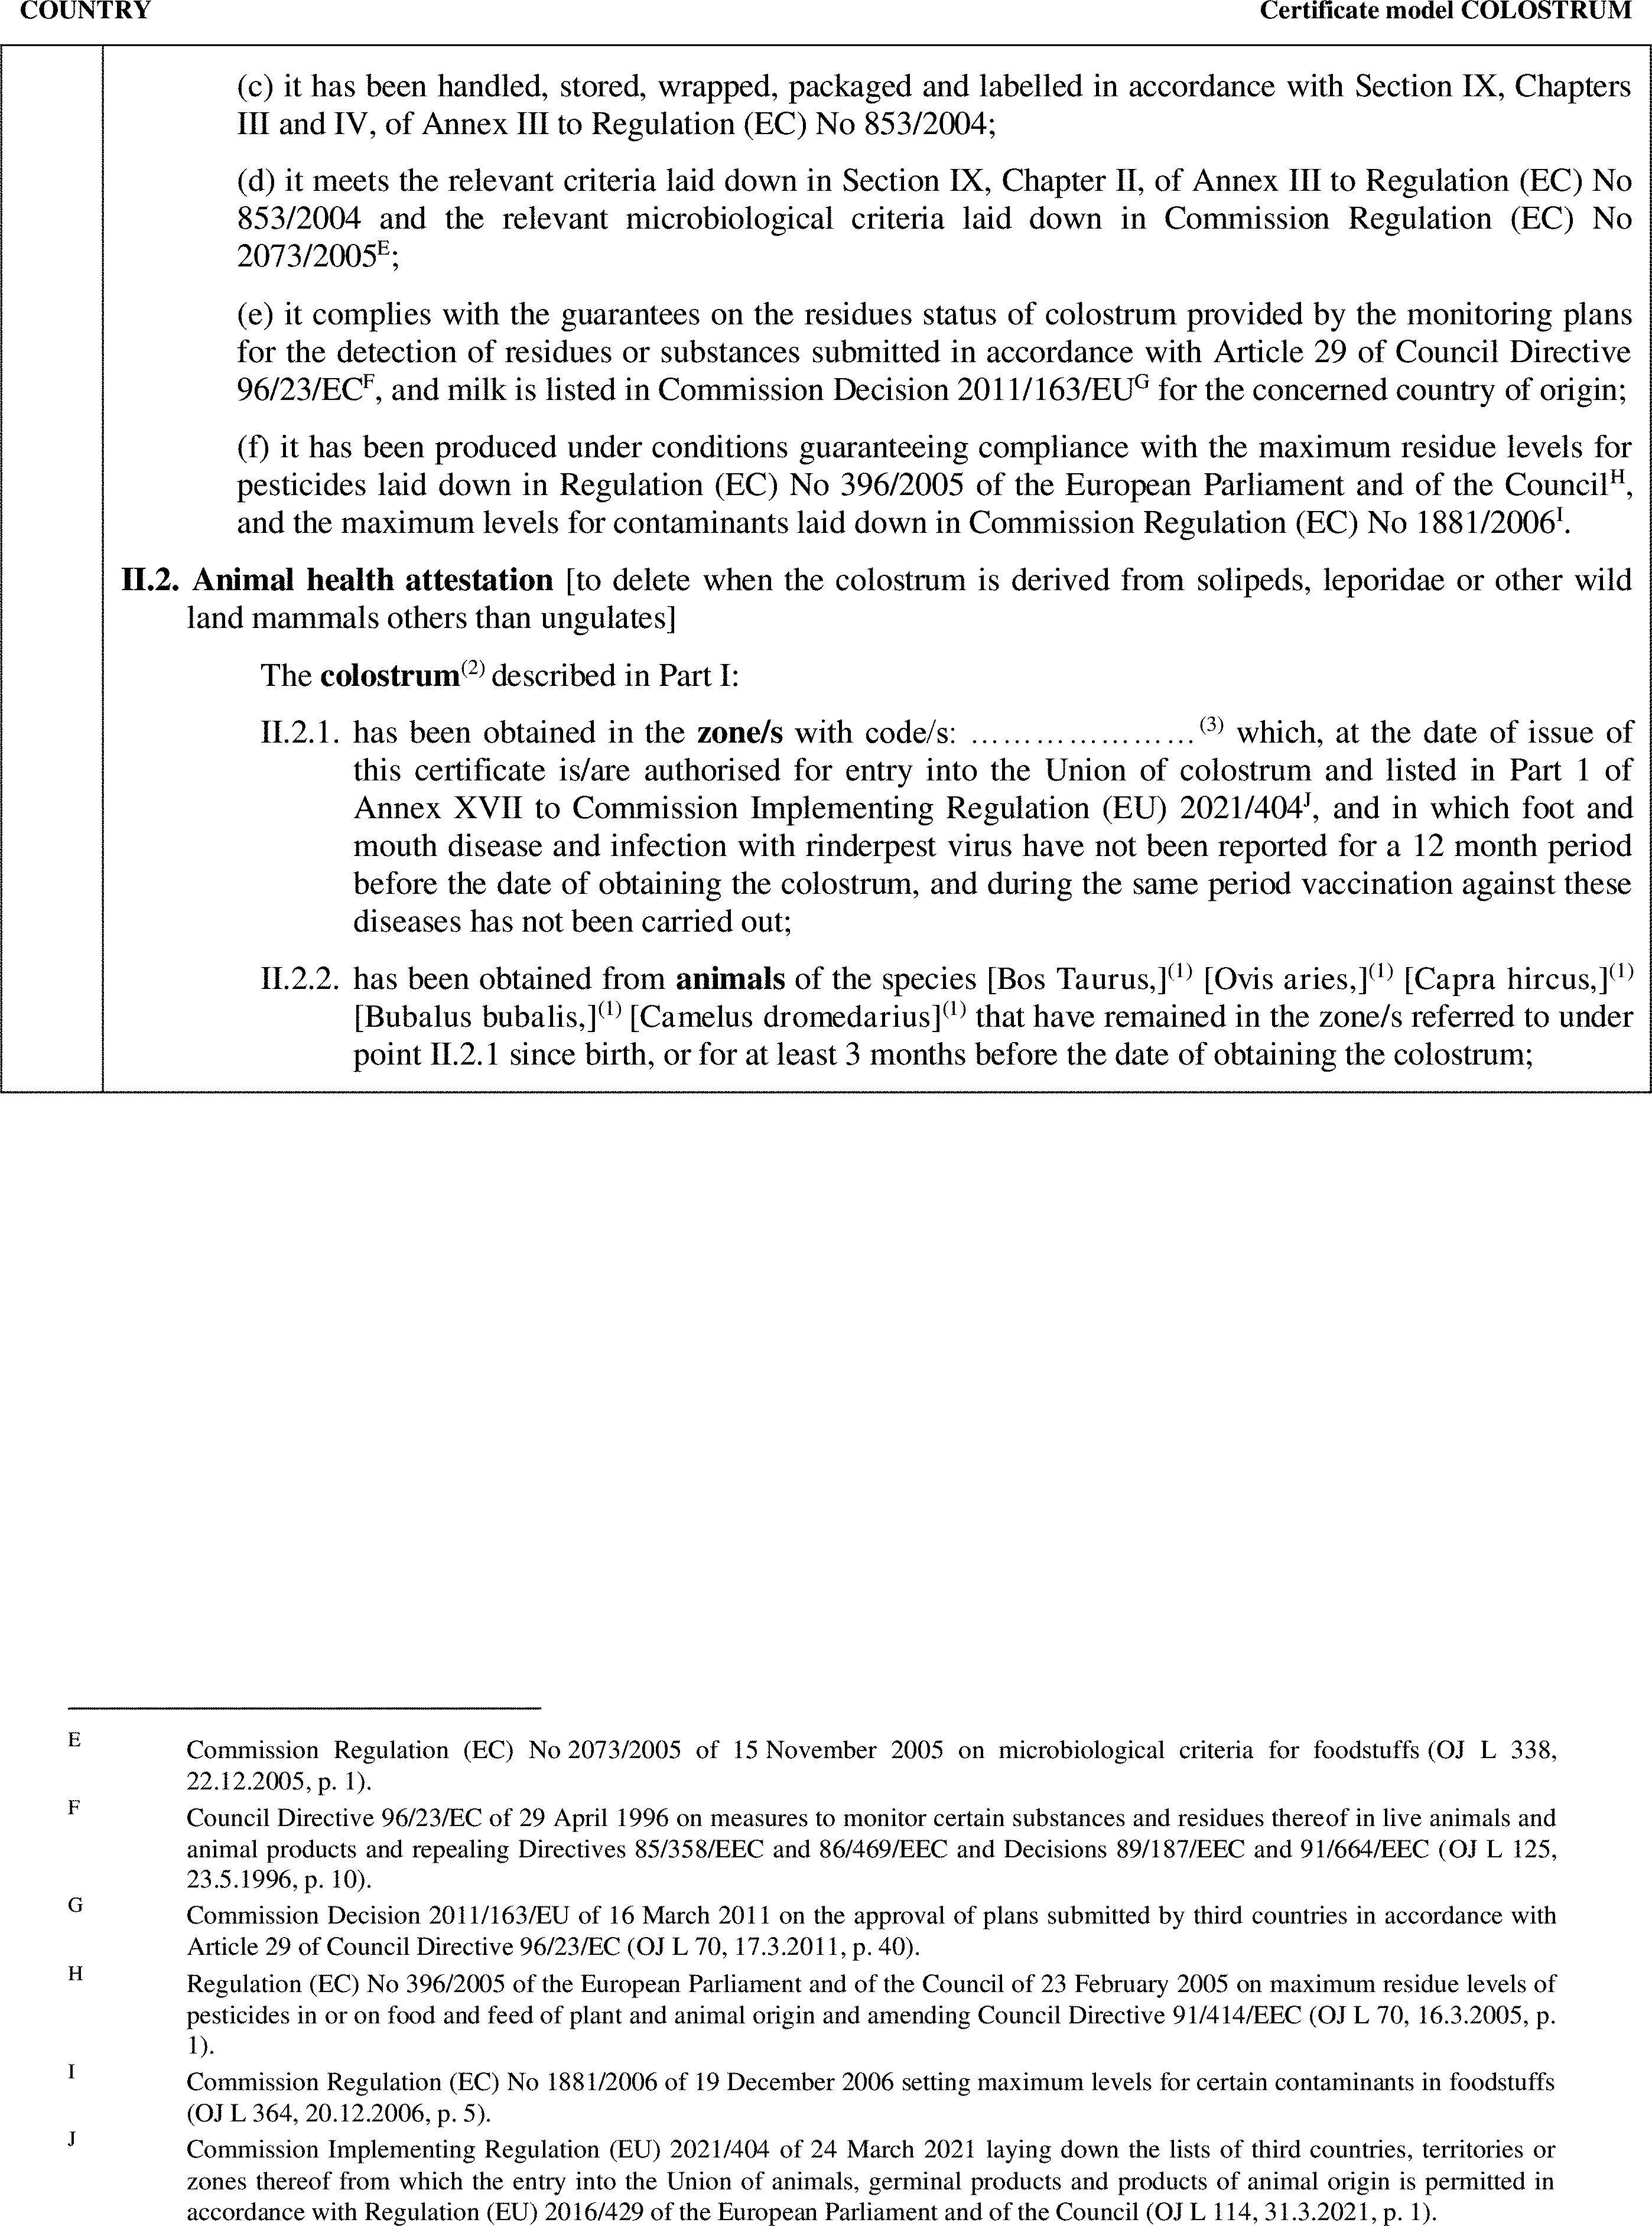 COUNTRY Certificate model COLOSTRUM
(c) it has been handled, stored, wrapped, packaged and labelled in accordance with Section IX, Chapters
III and IV, of Annex III to Regulation (EC) No 853/2004;
(d) it meets the relevant criteria laid down in Section IX, Chapter II, of Annex III to Regulation (EC) No
853/2004 and the relevant microbiological criteria laid down in Commission Regulation (EC) No
2073/2005E;
(e) it complies with the guarantees on the residues status of colostrum provided by the monitoring plans
for the detection of residues or substances submitted in accordance with Article 29 of Council Directive
96/23/ECF, and milk is listed in Commission Decision 2011/163/EUG for the concerned country of origin;
(f) it has been produced under conditions guaranteeing compliance with the maximum residue levels for
pesticides laid down in Regulation (EC) No 396/2005 of the European Parliament and of the CouncilH,
and the maximum levels for contaminants laid down in Commission Regulation (EC) No 1881/2006I.
II.2. Animal health attestation [to delete when the colostrum is derived from solipeds, leporidae or other wild
land mammals others than ungulates]
The colostrum(2) described in Part I:
II.2.1. has been obtained in the zone/s with code/s: …………………(3) which, at the date of issue of
this certificate is/are authorised for entry into the Union of colostrum and listed in Part 1 of
Annex XVII to Commission Implementing Regulation (EU) 2021/404J, and in which foot and
mouth disease and infection with rinderpest virus have not been reported for a 12 month period
before the date of obtaining the colostrum, and during the same period vaccination against these
diseases has not been carried out;
II.2.2. has been obtained from animals of the species [Bos Taurus,](1) [Ovis aries,](1) [Capra hircus,](1)
[Bubalus bubalis,](1) [Camelus dromedarius](1) that have remained in the zone/s referred to under
point II.2.1 since birth, or for at least 3 months before the date of obtaining the colostrum;
E Commission Regulation (EC) No 2073/2005 of 15 November 2005 on microbiological criteria for foodstuffs (OJ L 338,
22.12.2005, p. 1).
F Council Directive 96/23/EC of 29 April 1996 on measures to monitor certain substances and residues thereof in live animals and
animal products and repealing Directives 85/358/EEC and 86/469/EEC and Decisions 89/187/EEC and 91/664/EEC (OJ L 125,
23.5.1996, p. 10).
G Commission Decision 2011/163/EU of 16 March 2011 on the approval of plans submitted by third countries in accordance with
Article 29 of Council Directive 96/23/EC (OJ L 70, 17.3.2011, p. 40).
H Regulation (EC) No 396/2005 of the European Parliament and of the Council of 23 February 2005 on maximum residue levels of
pesticides in or on food and feed of plant and animal origin and amending Council Directive 91/414/EEC (OJ L 70, 16.3.2005, p.
1).
I Commission Regulation (EC) No 1881/2006 of 19 December 2006 setting maximum levels for certain contaminants in foodstuffs
(OJ L 364, 20.12.2006, p. 5).
J Commission Implementing Regulation (EU) 2021/404 of 24 March 2021 laying down the lists of third countries, territories or
zones thereof from which the entry into the Union of animals, germinal products and products of animal origin is permitted in
accordance with Regulation (EU) 2016/429 of the European Parliament and of the Council (OJ L 114, 31.3.2021, p. 1).